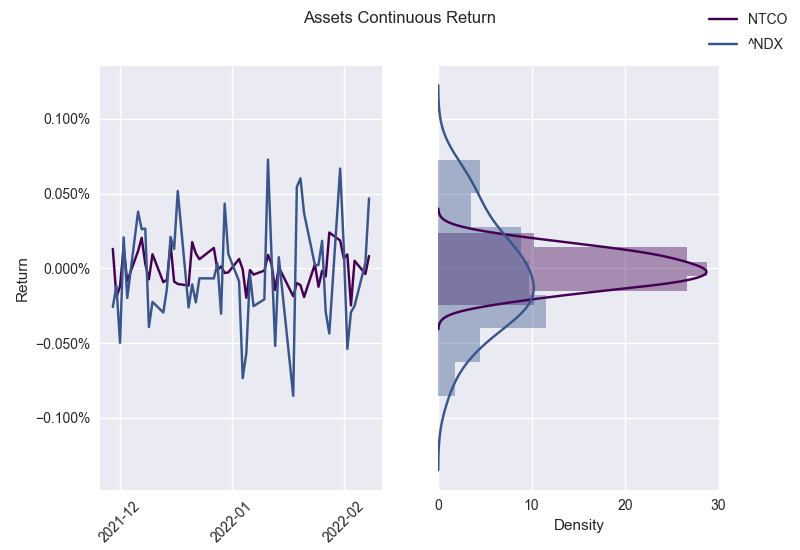 Assets Continuous Return
NTCO
^NDX
0.100%
0.050%
0.000%
−0.050%
−0.100%
Return
2021-12
2022-01
2022-02
0
10
20
30
Density